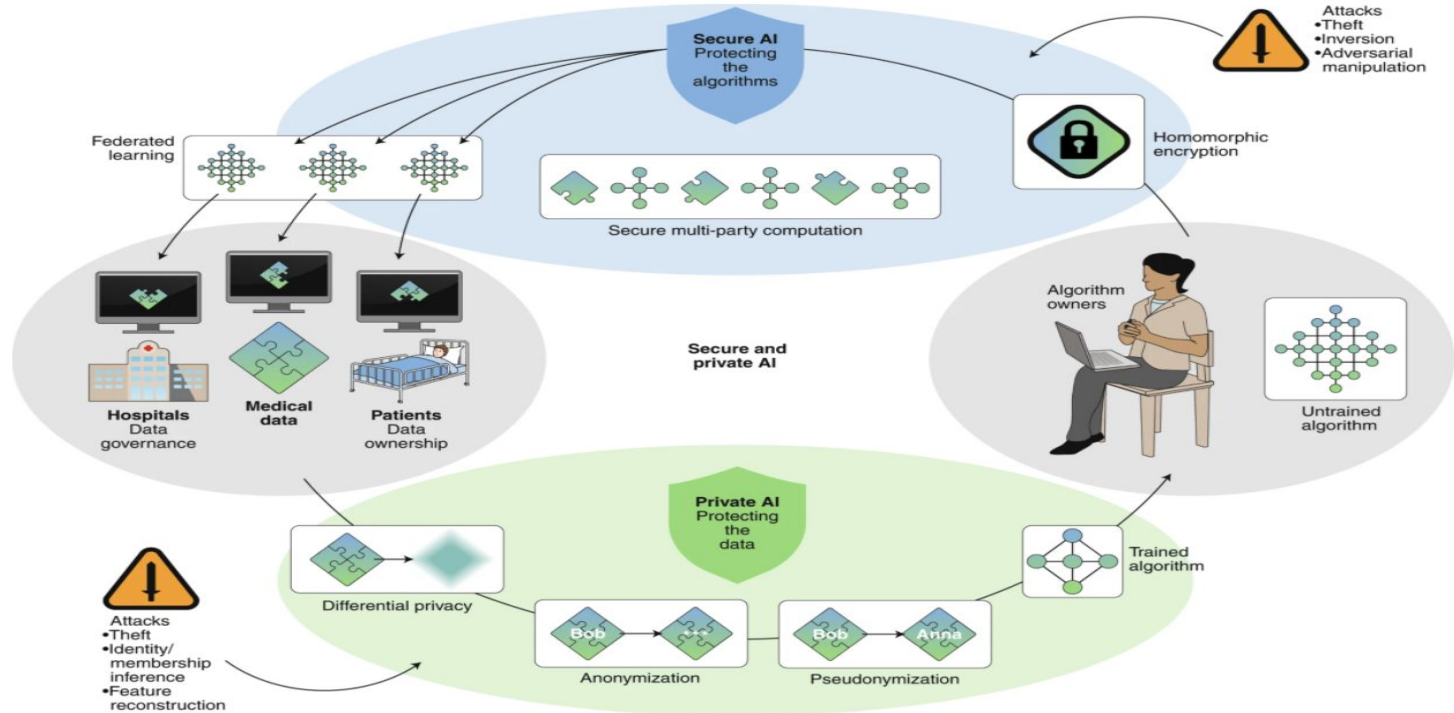 Secure AI
Protecting
the
algorithms
Attacks
•Theft
•Inversion
•Adversarial
manipulation
Federated
learning
Homomorphic
encryption
Secure multi-party computation
Algorithm
owners
Untrained
algorithm
Hospitals
Data
governance
Medical
data
Patients
Data
ownership
Secure and
private AI
Private AI
Protecting
the
data
Differential privacy
Bob
***
Anonymization
Bob
Anna
Pseudonymization
Trained
algorithm
Attacks
•Theft
•Identity/
membership
inference
•Feature
reconstruction